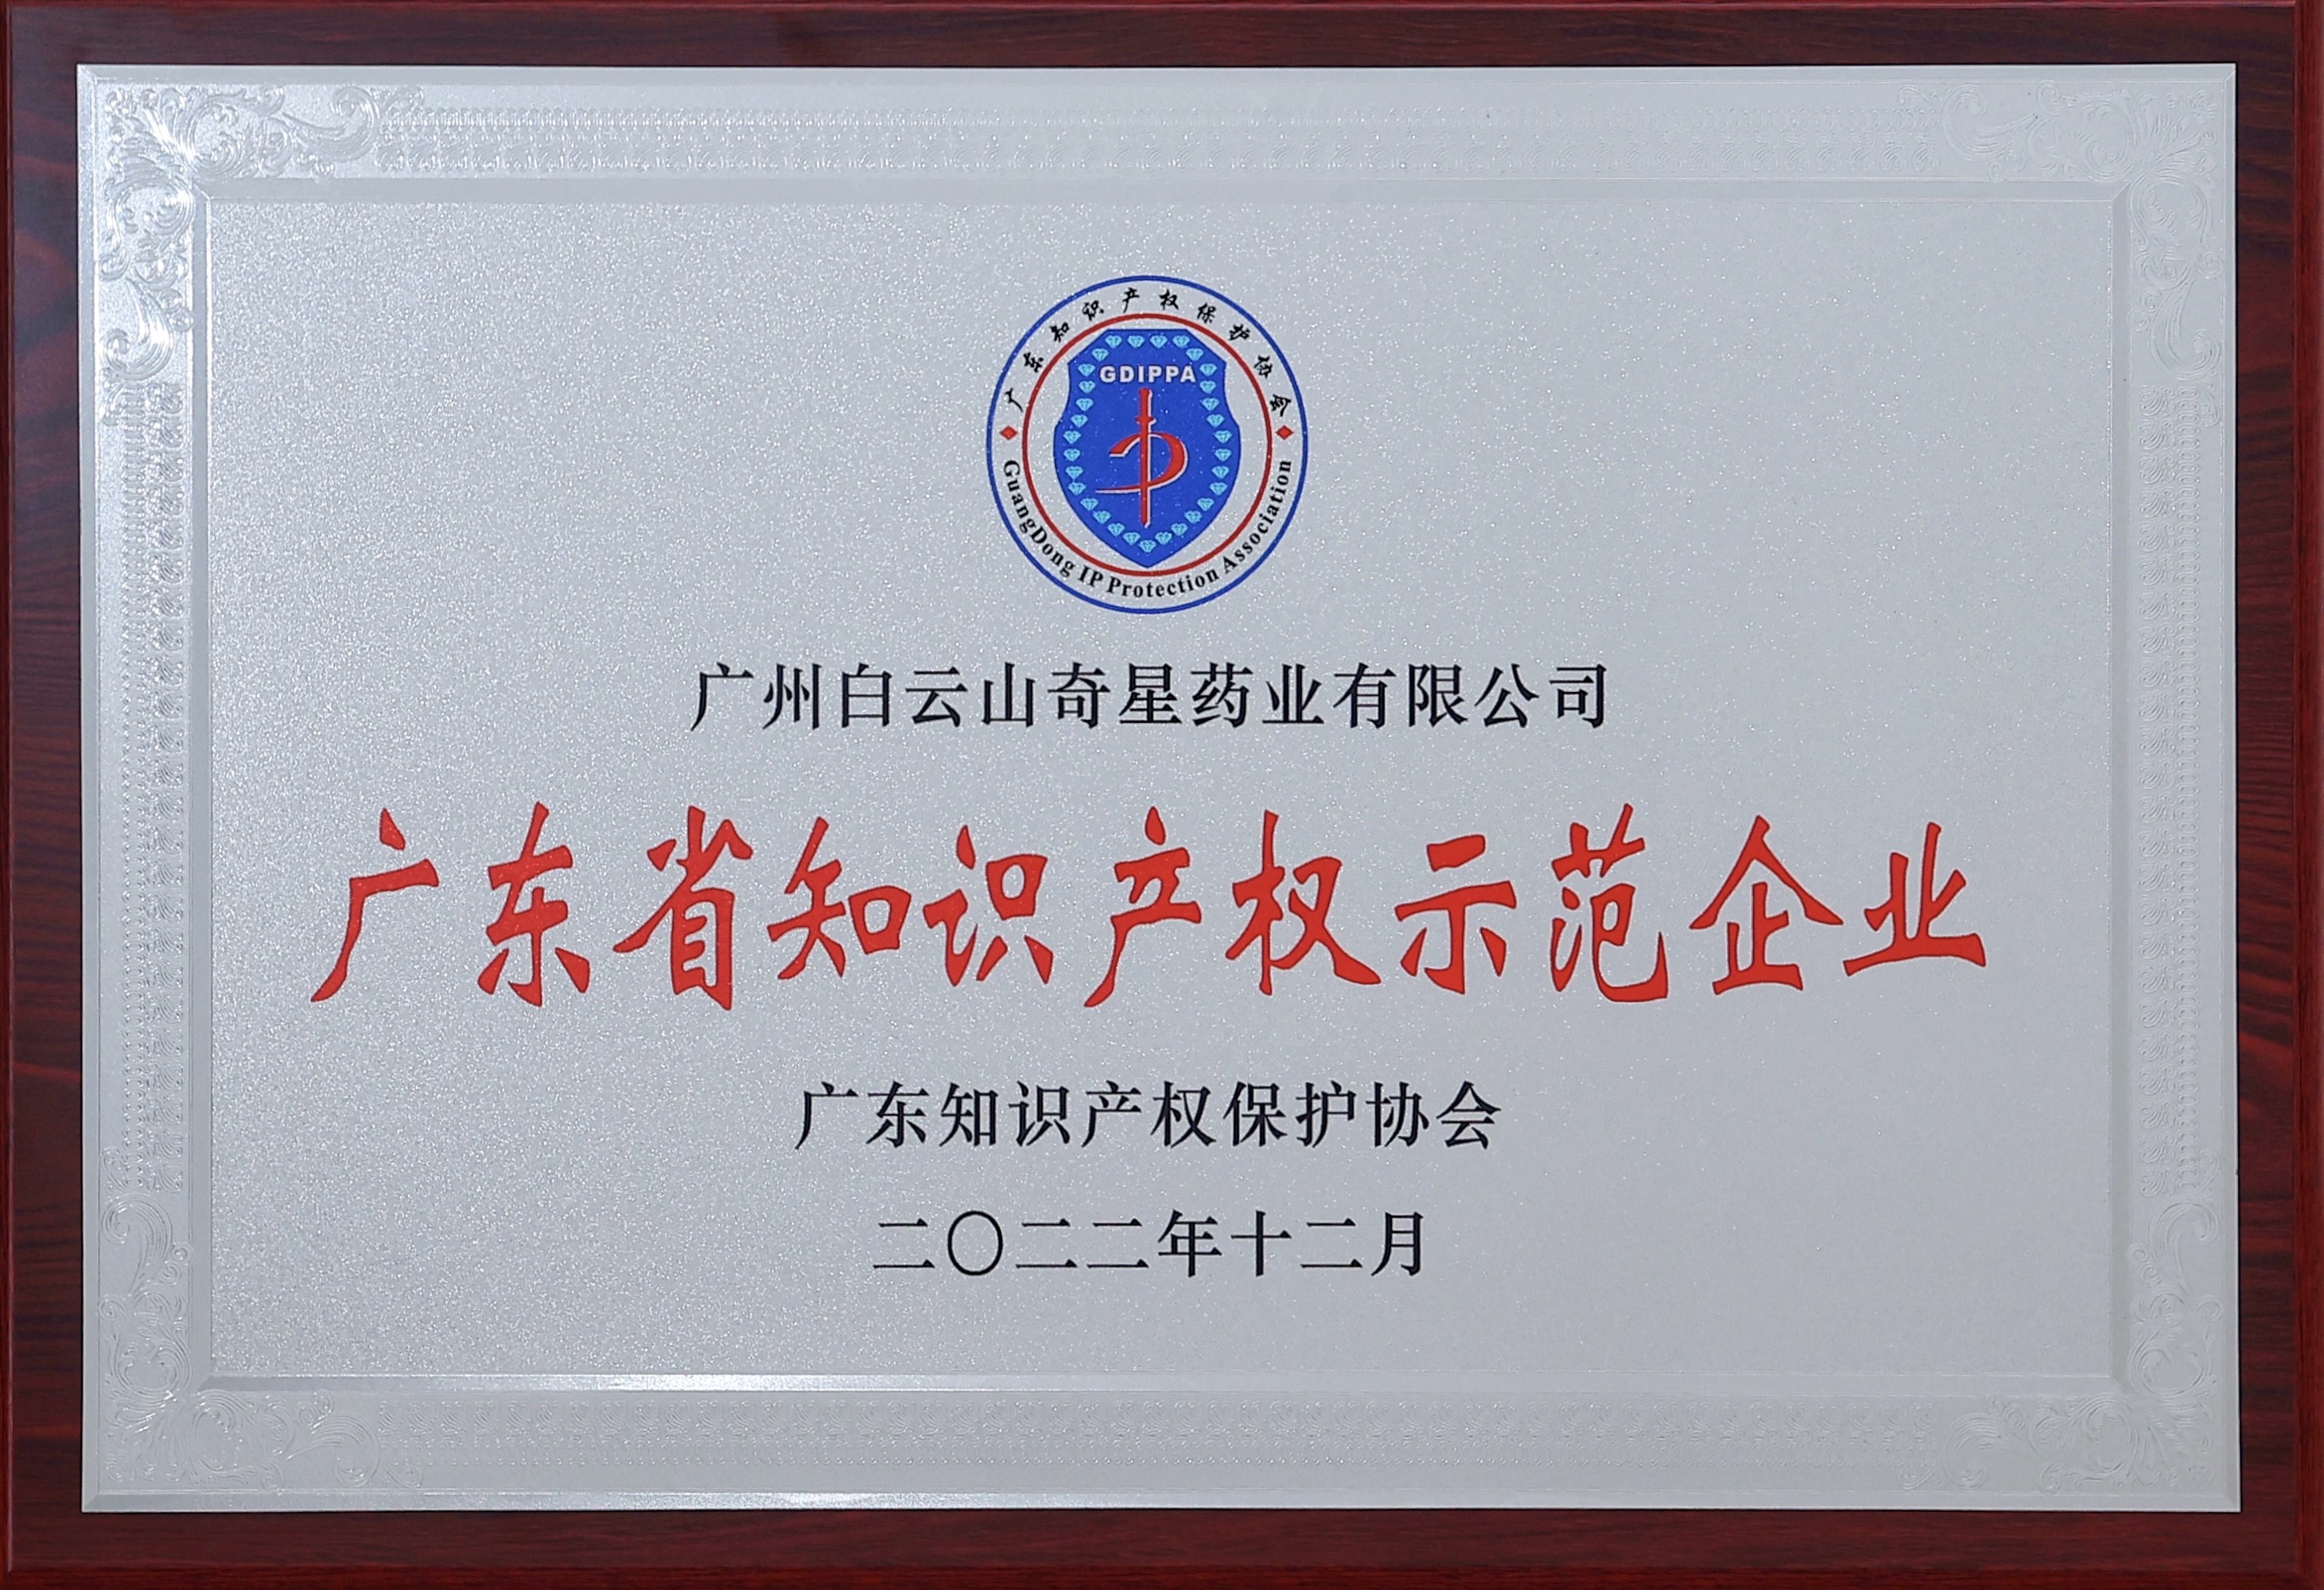 广东知识产权保护协会
GDIPPA
GuangDong IP Protection Association
广州白云山奇星药业有限公司
广东省知识产权示范企业
广东知识产权保护协会
二〇二二年十二月